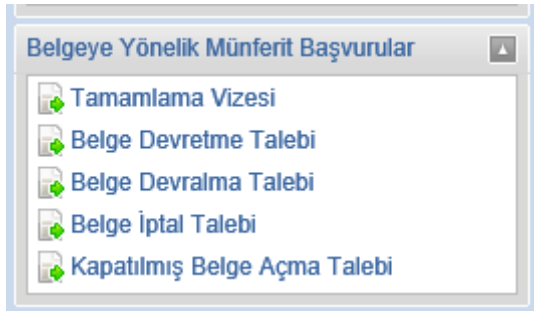 Belgeye Yönelik Münferit Başvurular
Tamamlama Vizesi
Belge Devretme Talebi
Belge Devralma Talebi
Belge İptal Talebi
Kapatılmış Belge Açma Talebi